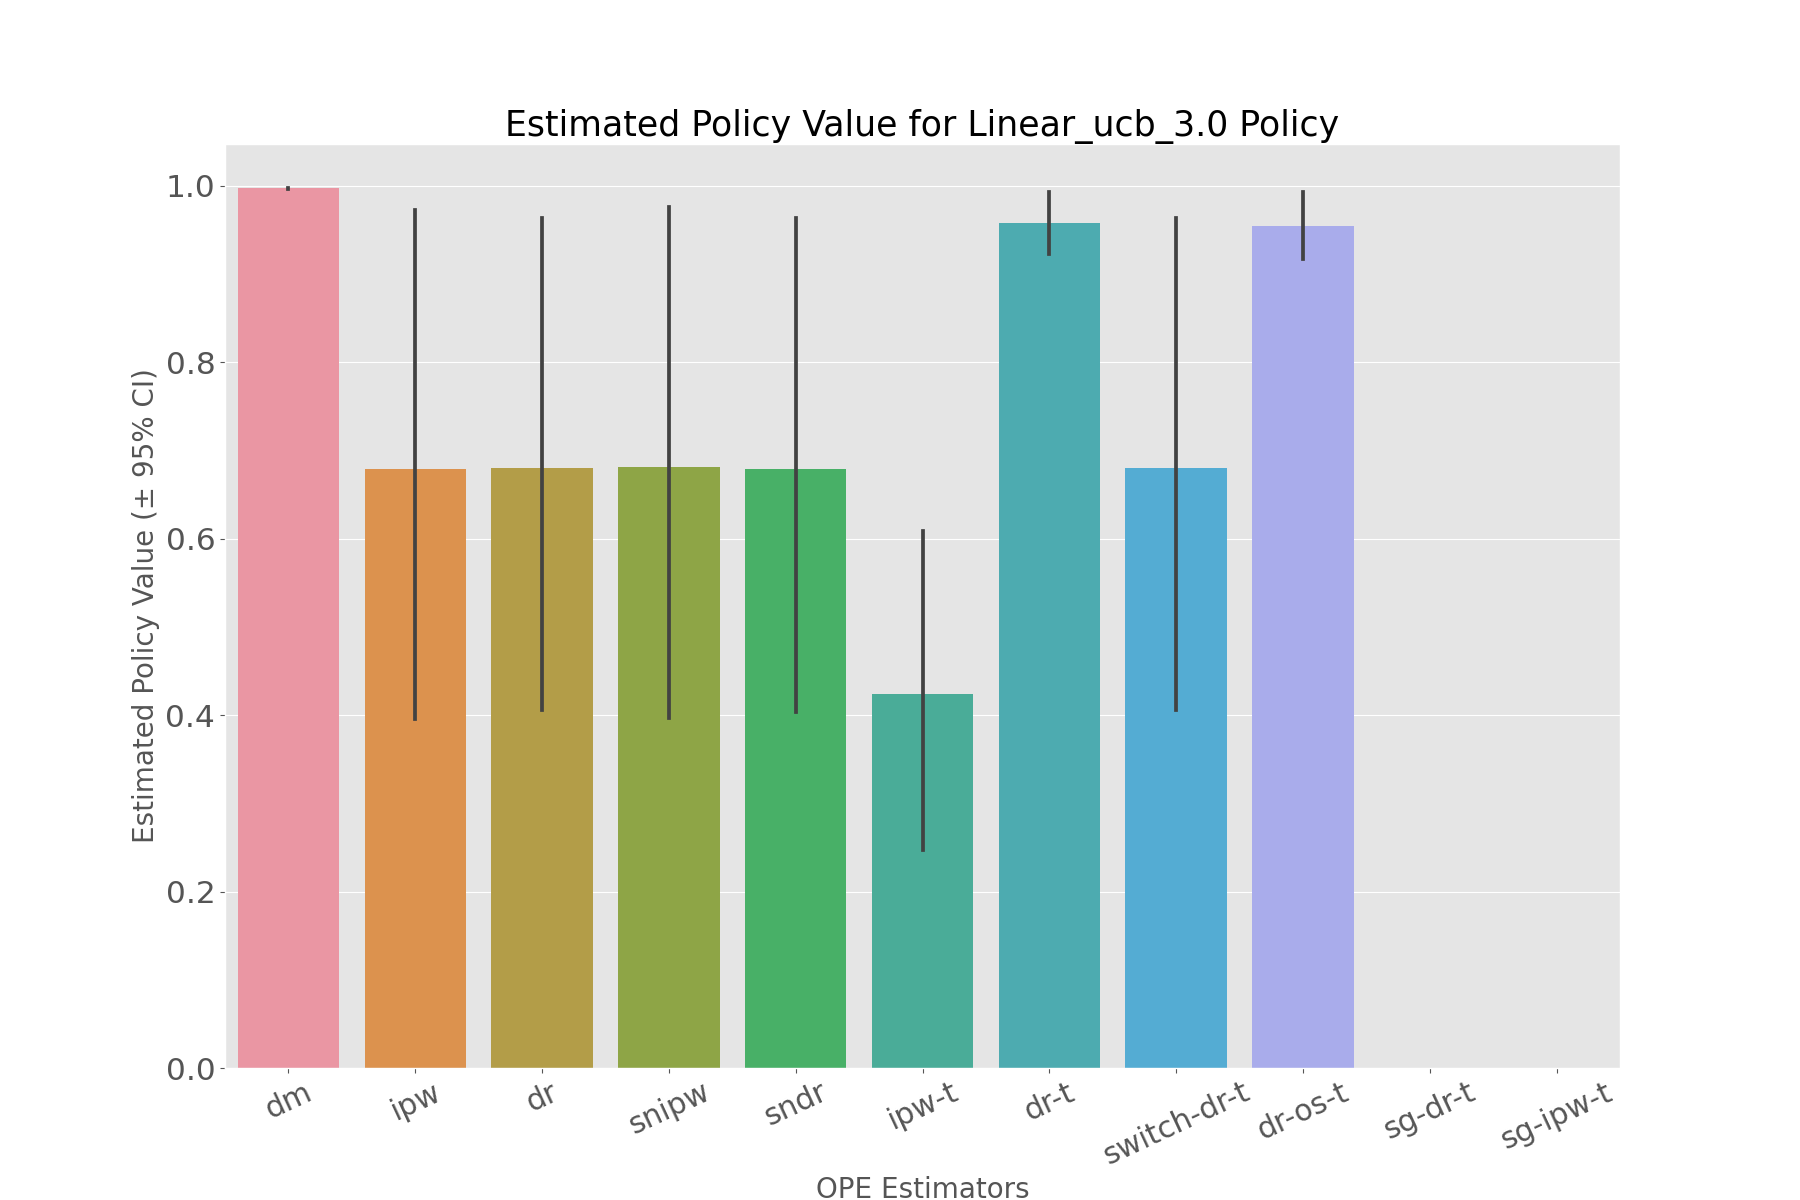 Estimated Policy Value for Linear_ucb_3.0 Policy
Estimated Policy Value (± 95% CI)
1.0
0.8
0.6
0.4
0.2
0.0
dm
ipw
dr
snipw
sndr
ipw-t
dr-t
switch-dr-t
dr-os-t
sg-dr-t
sg-ipw-t
OPE Estimators